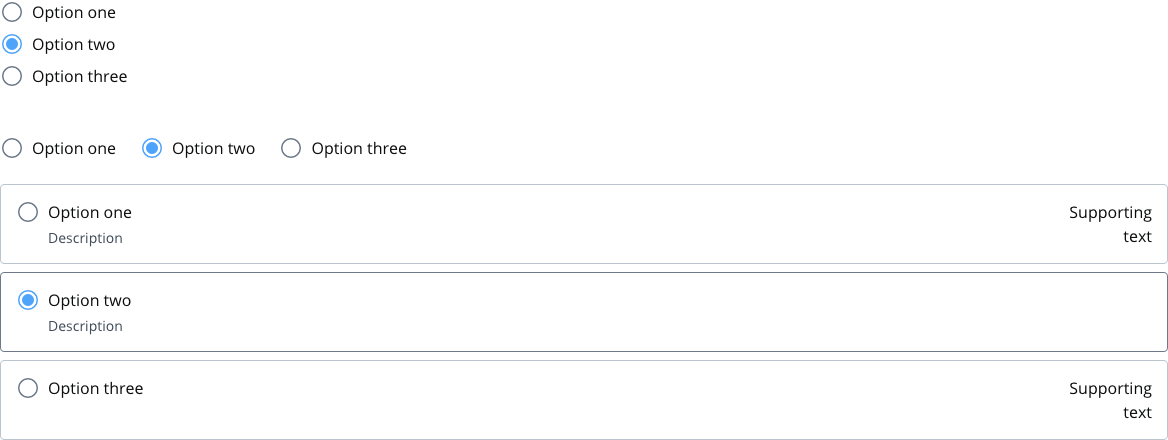 Option one
Option two
Option three
Option one Option two Option three
Option one Supporting
text
Description
Option two
Description
Option three Supporting
text